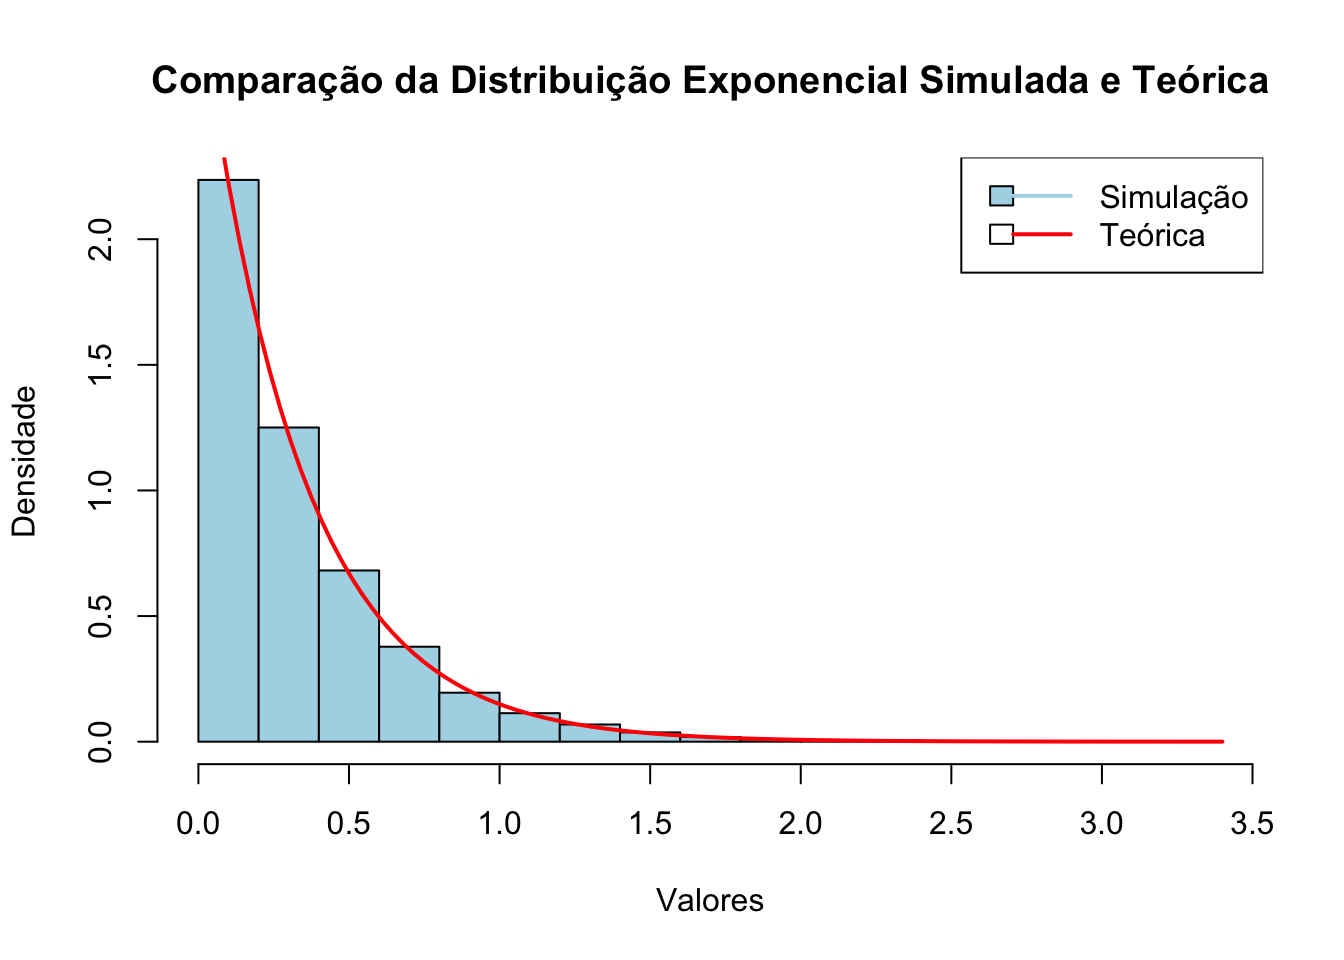 Comparação da Distribuição Exponencial Simulada e Teórica
Simulação
Teórica
Densidade
2.0
1.5
1.0
0.5
0.0
0.0 0.5 1.0 1.5 2.0 2.5 3.0 3.5
Valores